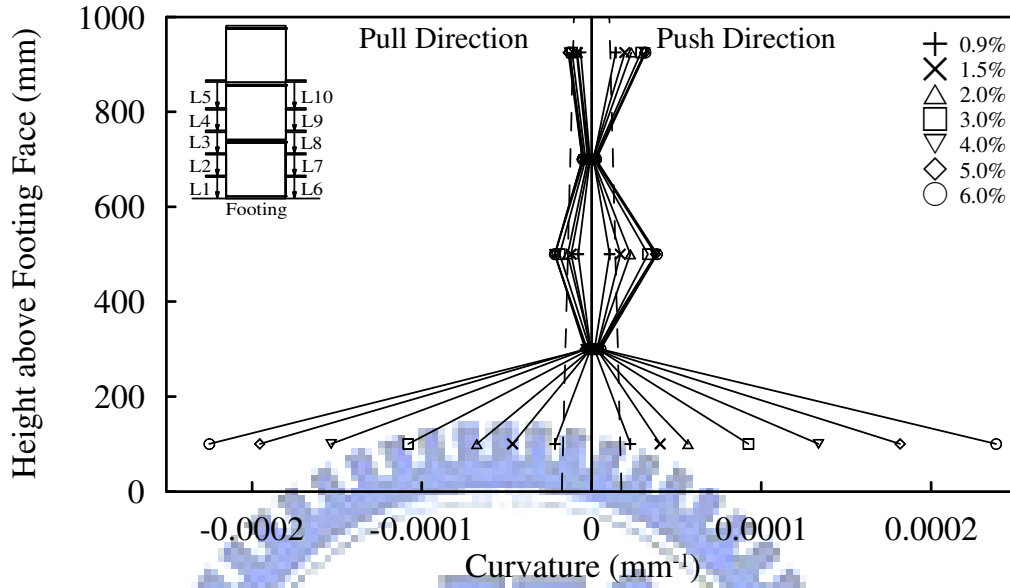 Height above Footing Face (mm)
1000
800
600
400
200
0
Pull Direction
Push Direction
L5
L4
L3
L2
L1
L10
L9
L8
L7
L6
Footing
0.9%
1.5%
2.0%
3.0%
4.0%
5.0%
6.0%
-0.0002
-0.0001
0
0.0001
0.0002
Curvature (mm⁻¹)